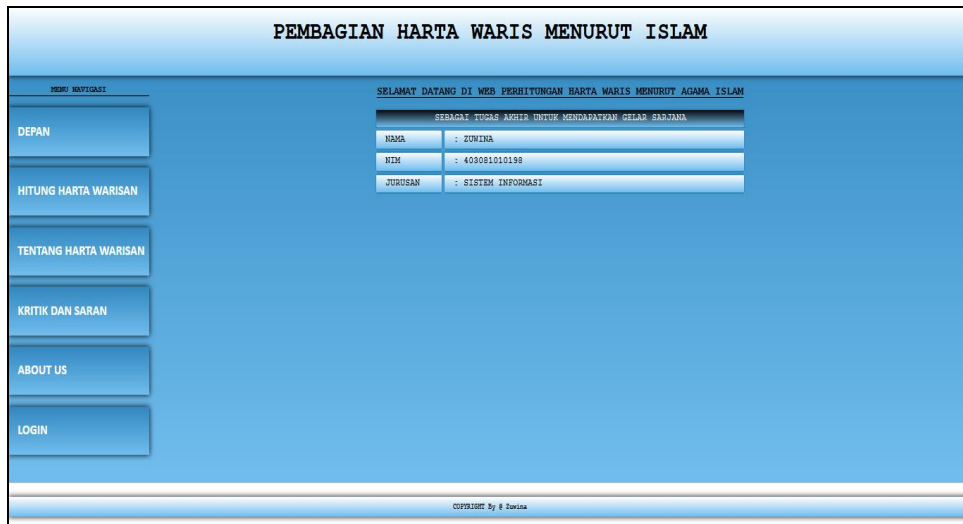 PEMBAGIAN HARTA WARIS MENURUT ISLAM
MENU NAVIGASI
DEPAN
HITUNG HARTA WARISAN
TENTANG HARTA WARISAN
KRITIK DAN SARAN
ABOUT US
LOGIN
SELAMAT DATANG DI WEB PERHITUNGAN HARTA WARIS MENURUT AGAMA ISLAM
SEBAGAI TUGAS AKHIR UNTUK MENDAPATKAN GELAR SARJANA
NAMA : ZUWINA
NIM : 403081010198
JURUSAN : SISTEM INFORMASI
COPYRIGHT By @ Zuwina